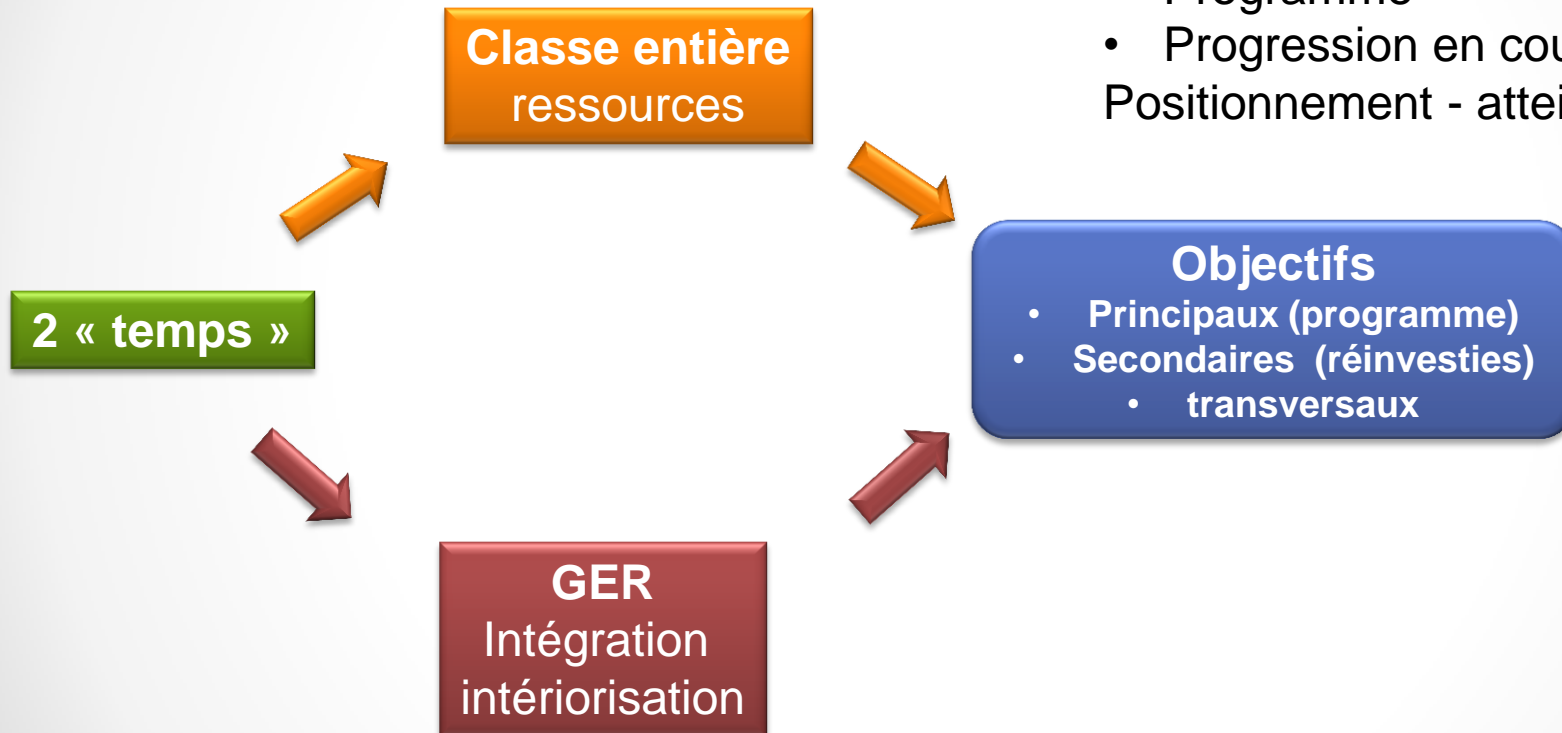 Programme
• Progression en cou
Positionnement - attei
Classe entière
ressources
2 « temps »
Objectifs
• Principaux (programme)
• Secondaires (réinvesties)
• transversaux
GER
Intégration
intériorisation